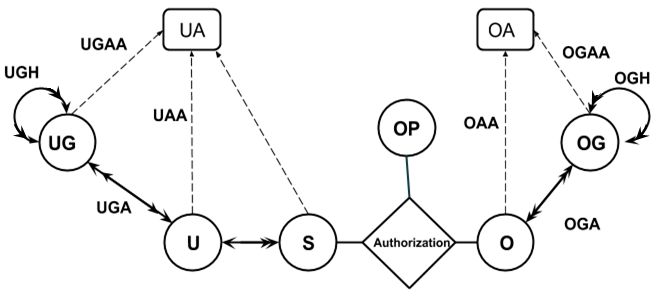 UA
OA
UGAA
OGAA
UGH
OGH
UAA
OAA
OP
UG
OG
UGA
OGA
U
S
Authorization
O